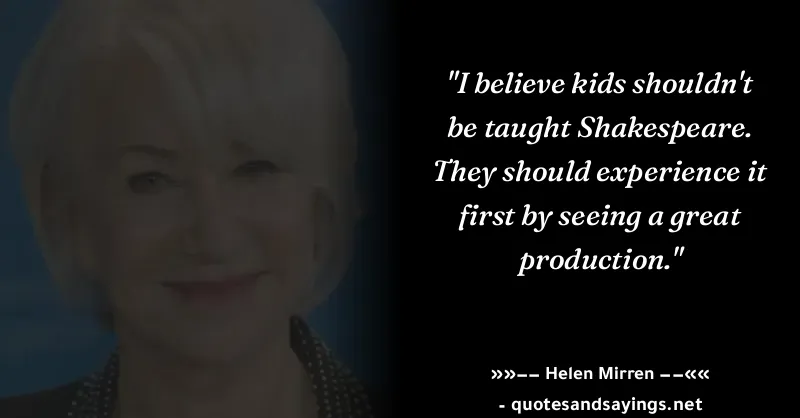 "I believe kids shouldn't
be taught Shakespeare.
They should experience it
first by seeing a great
production."
»»–– Helen Mirren ––««
- quotesandsayings.net